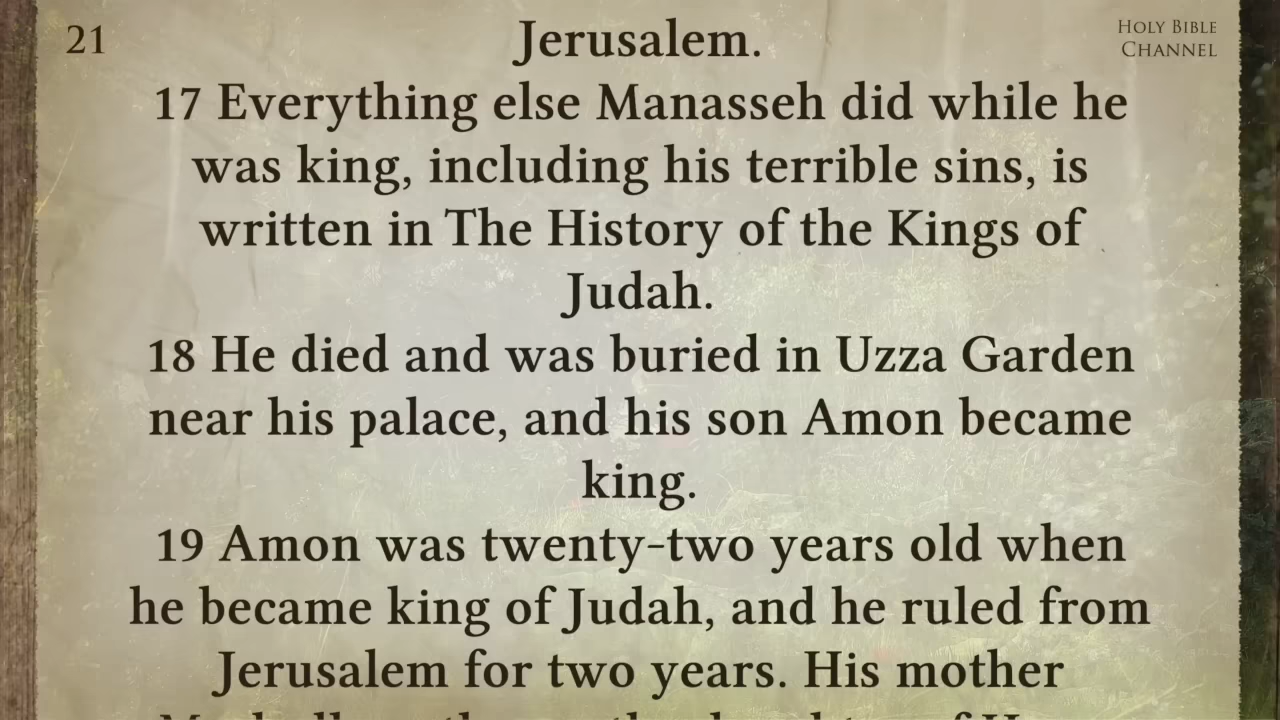 21
HOLY BIBLE
CHANNEL
Jerusalem.
17 Everything else Manasseh did while he
was king, including his terrible sins, is
written in The History of the Kings of
Judah.
18 He died and was buried in Uzza Garden
near his palace, and his son Amon became
king.
19 Amon was twenty-two years old when
he became king of Judah, and he ruled from
Jerusalem for two years. His mother